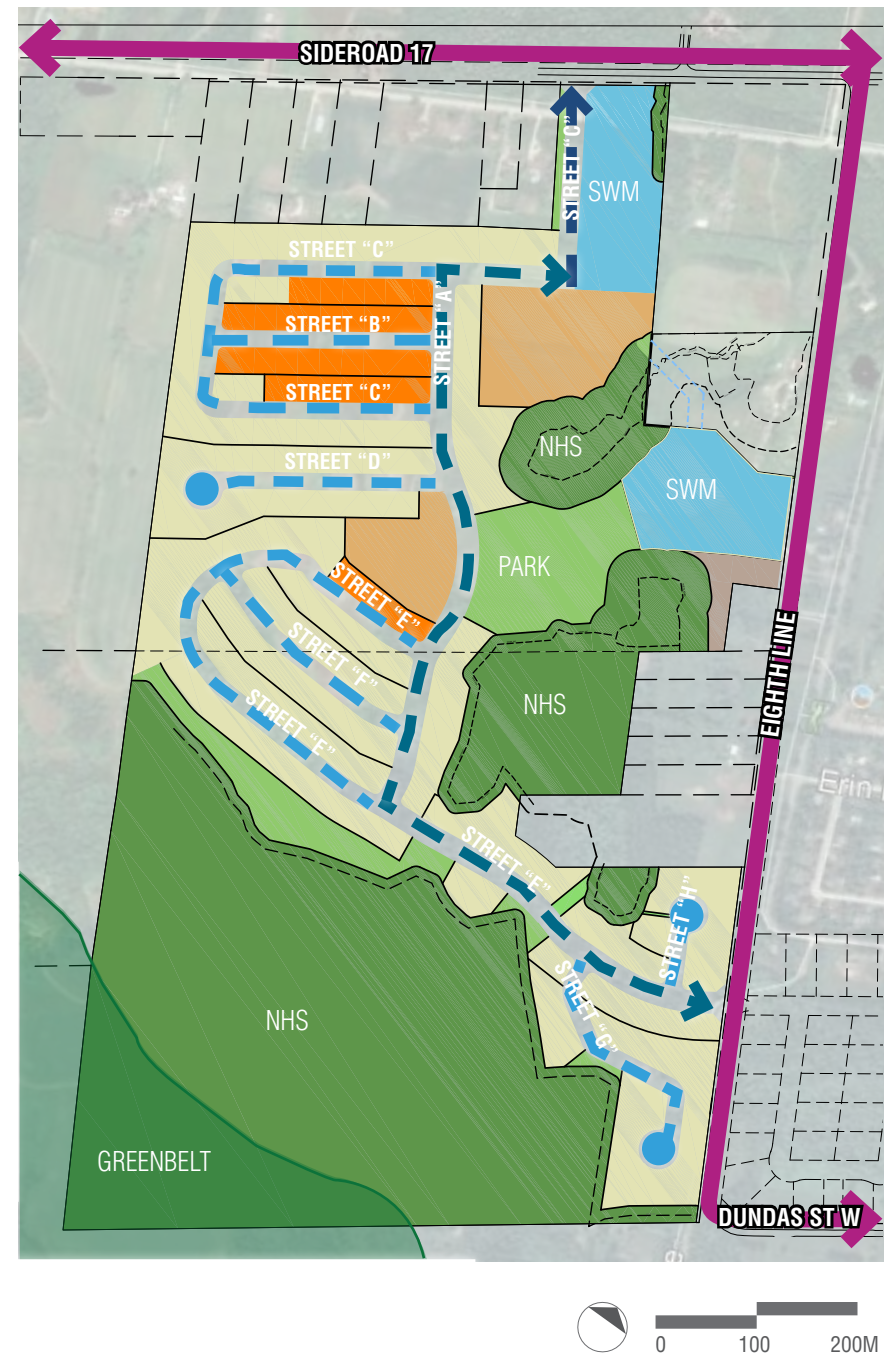 SIDEROAD 17
STREET “C”
SWM
STREET “C”
STREET “A”
STREET “B”
STREET “C”
NHS
STREET “D”
SWM
PARK
STREET “E”
EIGHTH LINE
STREET “F”
NHS
STREET “E”
Erin
STREET “E”
STREET “H”
STREET “G”
NHS
GREENBELT
DUNDAS ST W
0 100 200M